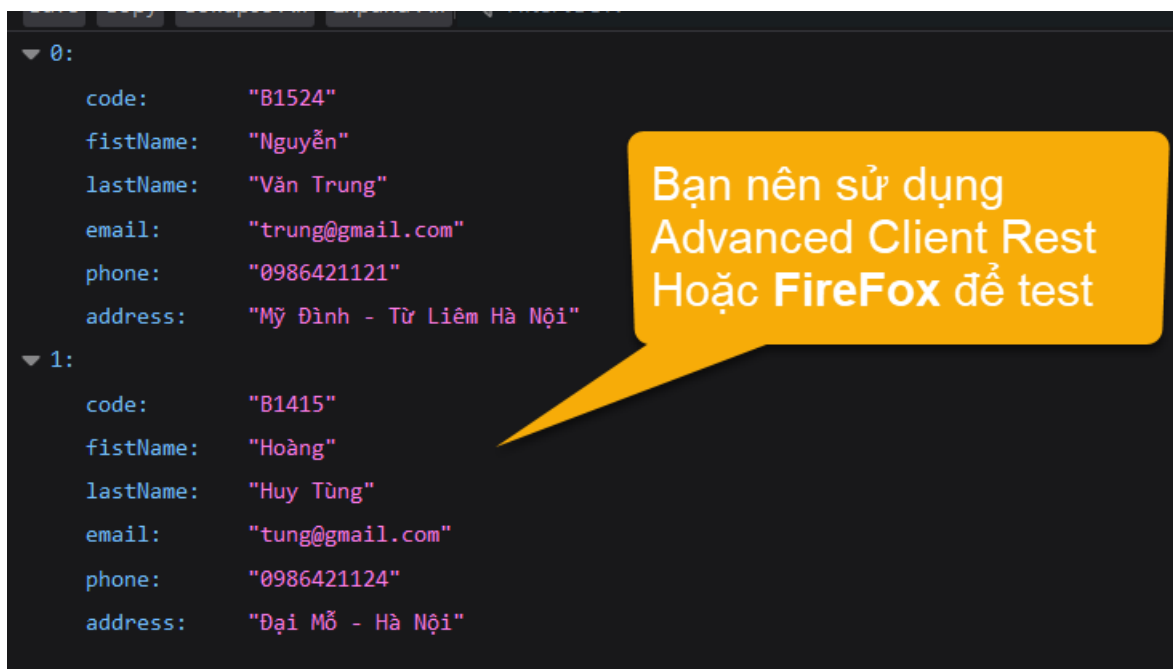 0:
code: "B1524"
fistName: "Nguyễn"
lastName: "Văn Trung"
email: "trung@gmail.com"
phone: "0986421121"
address: "Mỹ Đình - Từ Liêm Hà Nội"
1:
code: "B1415"
fistName: "Hoàng"
lastName: "Huy Tùng"
email: "tung@gmail.com"
phone: "0986421124"
address: "Đại Mỗ - Hà Nội"
Bạn nên sử dụng
Advanced Client Rest
Hoặc FireFox để test